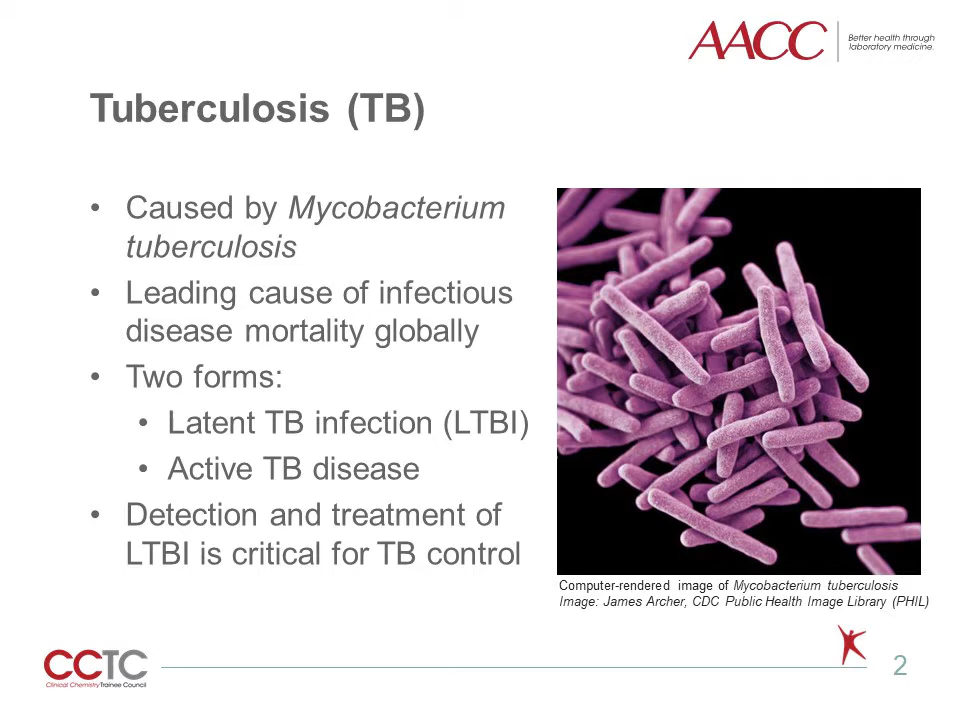 AACC
Better health through
laboratory medicine.
Tuberculosis (TB)
• Caused by Mycobacterium
tuberculosis
• Leading cause of infectious
disease mortality globally
• Two forms:
• Latent TB infection (LTBI)
• Active TB disease
• Detection and treatment of
LTBI is critical for TB control
Computer-rendered image of Mycobacterium tuberculosis
Image: James Archer, CDC Public Health Image Library (PHIL)
CCTC
Clinical Chemistry Trainee Council
2